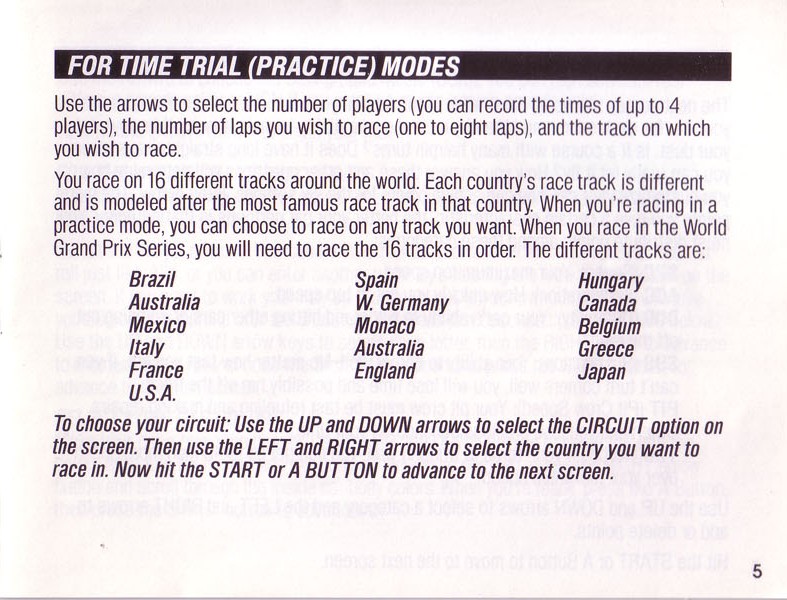 FOR TIME TRIAL (PRACTICE) MODES
Use the arrows to select the number of players (you can record the times of up to 4
players), the number of laps you wish to race (one to eight laps), and the track on which
you wish to race.
You race on 16 different tracks around the world. Each country's race track is different
and is modeled after the most famous race track in that country. When you're racing in a
practice mode, you can choose to race on any track you want. When you race in the World
Grand Prix Series, you will need to race the 16 tracks in order. The different tracks are:
Brazil Spain Hungary
Australia W. Germany Canada
Mexico Monaco Belgium
Italy Australia Greece
France England Japan
U.S.A.
To choose your circuit: Use the UP and DOWN arrows to select the CIRCUIT option on
the screen. Then use the LEFT and RIGHT arrows to select the country you want to
race in. Now hit the START or A BUTTON to advance to the next screen.
5